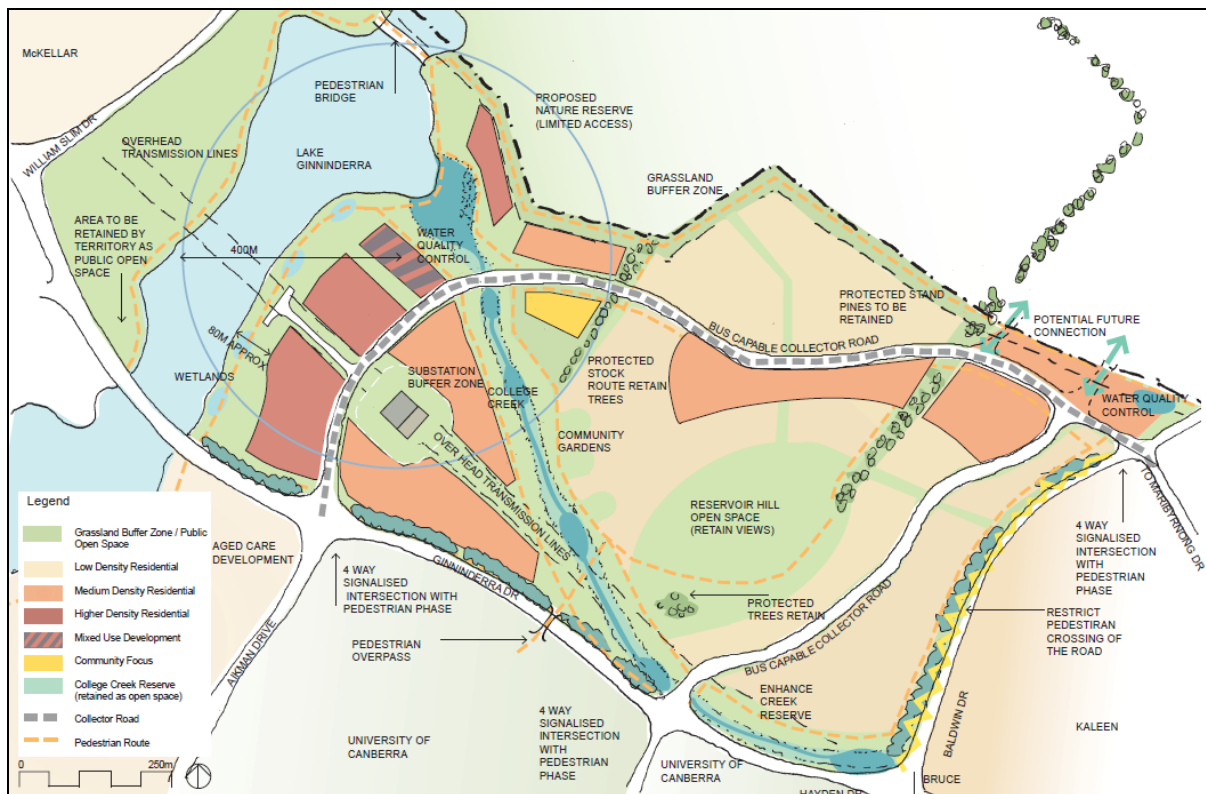 McKELLAR
WILLIAM SLIM DR
OVERHEAD
TRANSMISSION LINES
PEDESTRIAN
BRIDGE
LAKE
GINNINDERRA
PROPOSED
NATURE RESERVE
(LIMITED ACCESS)
GRASSLAND
BUFFER ZONE
AREA TO BE
RETAINED BY
TERRITORY AS
PUBLIC OPEN
SPACE
400M
WATER
QUALITY
CONTROL
80M APPROX
WETLANDS
SUBSTATION
BUFFER ZONE
COLLEGE
CREEK
PROTECTED
STOCK
ROUTE RETAIN
TREES
BUS CAPABLE COLLECTOR ROAD
PROTECTED STAND
PINES TO BE
RETAINED
POTENTIAL FUTURE
CONNECTION
WATER QUALITY
CONTROL
COMMUNITY
GARDENS
OVER HEAD TRANSMISSION LINES
RESERVOIR HILL
OPEN SPACE
(RETAIN VIEWS)
TO MARIBYRNONG DR
4 WAY
SIGNALISED
INTERSECTION
WITH
PEDESTRIAN
PHASE
PROTECTED
TREES RETAIN
RESTRICT
PEDESTIRAN
CROSSING OF
THE ROAD
BUS CAPABLE COLLECTOR ROAD
GINNINDERRA DR
4 WAY
SIGNALISED
INTERSECTION WITH
PEDESTRIAN PHASE
AGED CARE
DEVELOPMENT
AIKMAN DRIVE
PEDESTRIAN
OVERPASS
4 WAY
SIGNALISED
INTERSECTION
WITH
PEDESTRIAN
PHASE
ENHANCE
CREEK
RESERVE
BALDWIN DR
KALEEN
UNIVERSITY OF
CANBERRA
UNIVERSITY OF
CANBERRA
HAYDEN DR
BRUCE
Legend
Grassland Buffer Zone / Public
Open Space
Low Density Residential
Medium Density Residential
Higher Density Residential
Mixed Use Development
Community Focus
College Creek Reserve
(retained as open space)
Collector Road
Pedestrian Route
0
250m